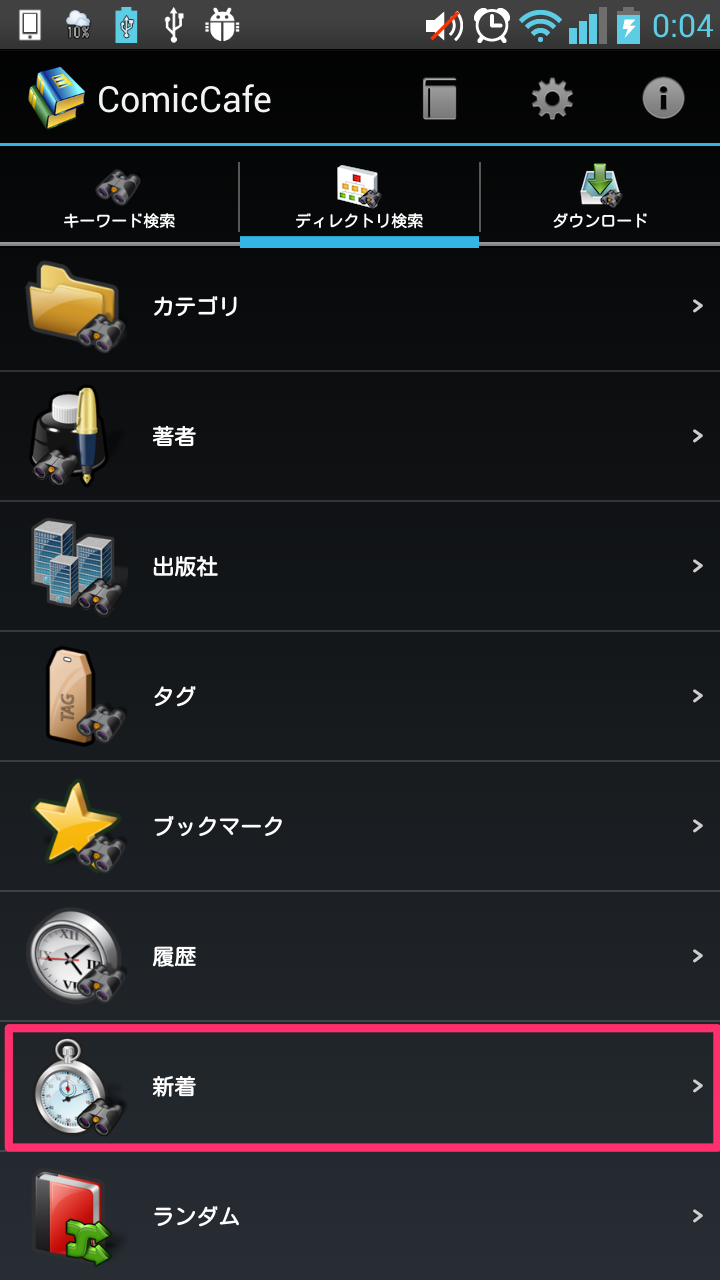 10%
0:04
ComicCafe
キーワード検索
ディレクトリ検索
ダウンロード
カテゴリ
著者
出版社
TAG
タグ
ブックマーク
履歴
新着
ランダム